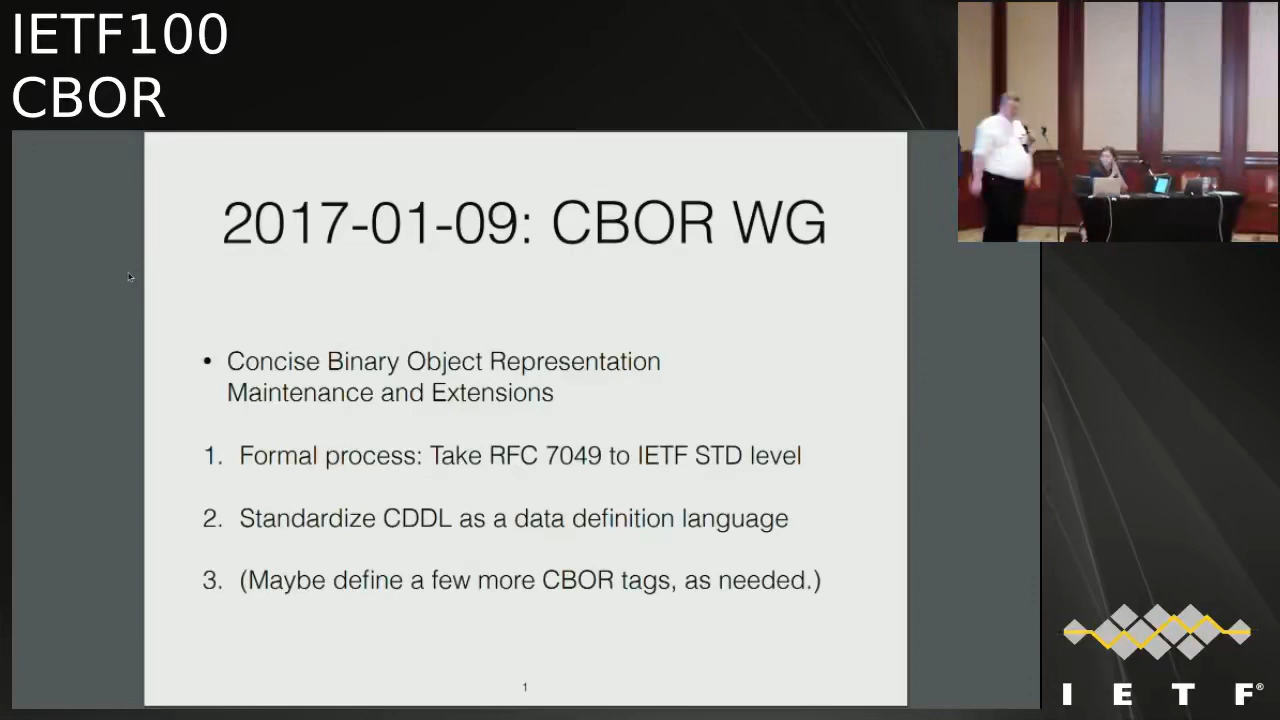 IETF100
CBOR
2017-01-09: CBOR WG
• Concise Binary Object Representation
Maintenance and Extensions
1. Formal process: Take RFC 7049 to IETF STD level
2. Standardize CDDL as a data definition language
3. (Maybe define a few more CBOR tags, as needed.)
1
I E T F®